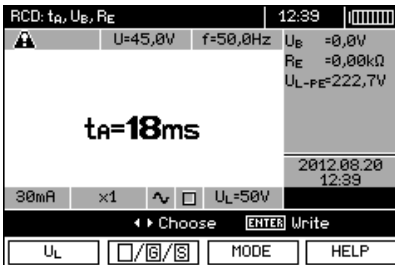 RCD: tA, UB, RE 12:39
U=45,0V f=50,0Hz
UB =0,0V
RE =0,00kΩ
UL-PE=222,7V
tA=18ms
2012.08.20
12:39
30mA x1 UL=50V
Choose ENTER Write
UL □/G/S MODE HELP